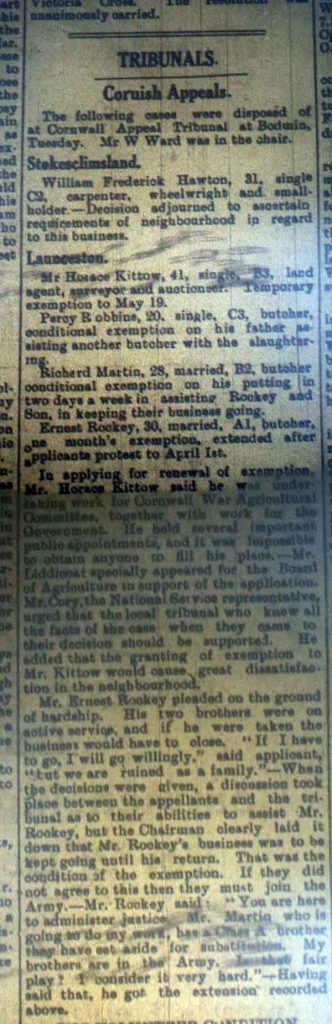 Victoria Cross. The resolution was
unanimously carried.
TRIBUNALS.
Cornish Appeals.
The following cases were disposed of
at Cornwall Appeal Tribunal at Bodmin,
Tuesday. Mr W Ward was in the chair.
Stokesclimsland.
William Frederick Hawton, 31, single
C2, carpenter, wheelwright and small-
holder.—Decision adjourned to ascertain
requirements of neighbourhood in regard
to this business.
Launceston.
Mr Horace Kittow, 41, single, B3, land
agent, surveyor and auctioneer. Temporary
exemption to May 19.
Percy R obbins, 20, single, C3, butcher,
conditional exemption on his father as-
sisting another butcher with the slaughter-
ing.
Richard Martin, 28, married, B2, butcher
conditional exemption on his putting in
two days a week in assisting Rookey and
Son, in keeping their business going.
Ernest Rookey, 30, married, A1, butcher,
one month's exemption, extended after
applicants protest to April 1st.
In applying for renewal of exemption,
Mr. Horace Kittow said he was under-
taking work for Cornwall War Agricultural
Committee, together with work for the
Government. He held several important
public appointments, and it was impossible
to obtain anyone to fill his place.—Mr.
Liddicoat specially appeared for the Board
of Agriculture in support of the application.
Mr. Cory, the National Service representative,
urged that the local tribunal who knew all
the facts of the case when they came to
their decision should be supported. He
added that the granting of exemption to
Mr. Kittow would cause great dissatisfac-
tion in the neighbourhood.
Mr. Ernest Rookey pleaded on the ground
of hardship. His two brothers were on
active service, and if he were taken the
business would have to close. "If I have
to go, I will go willingly," said applicant,
"but we are ruined as a family."—When
the decisions were given, a discussion took
place between the appellants and the tri-
bunal as to their abilities to assist Mr.
Rookey, but the Chairman clearly laid it
down that Mr. Rookey's business was to be
kept going until his return. That was the
condition of the exemption. If they did
not agree to this then they must join the
Army.—Mr. Rookey said: "You are here
to administer justice. Mr. Martin who is
going to do my work, has a Class A brother
they have set aside for substitution. My
brothers are in the Army. Is that fair
play? I consider it very hard."—Having
said that, he got the extension recorded
above.